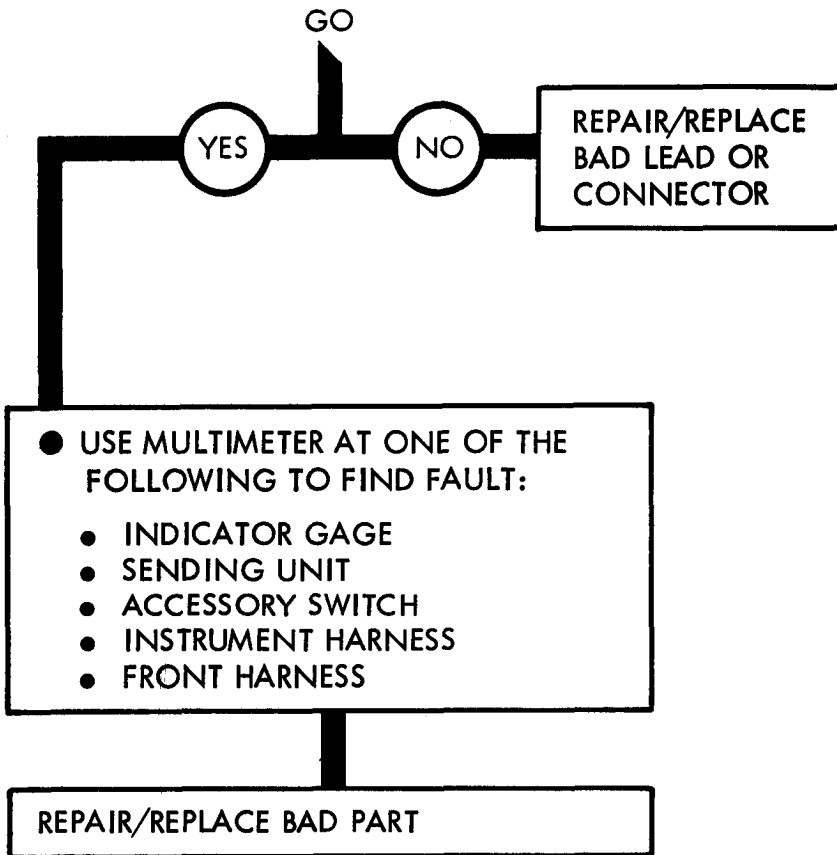 GO
YES
NO
REPAIR/REPLACE
BAD LEAD OR
CONNECTOR
● USE MULTIMETER AT ONE OF THE
FOLLOWING TO FIND FAULT:
● INDICATOR GAGE
● SENDING UNIT
● ACCESSORY SWITCH
● INSTRUMENT HARNESS
● FRONT HARNESS
REPAIR/REPLACE BAD PART